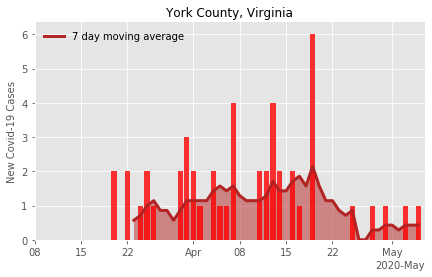 York County, Virginia
7 day moving average
New Covid-19 Cases
6
5
4
3
2
1
0
08 15 22 Apr 08 15 22 May
2020-May